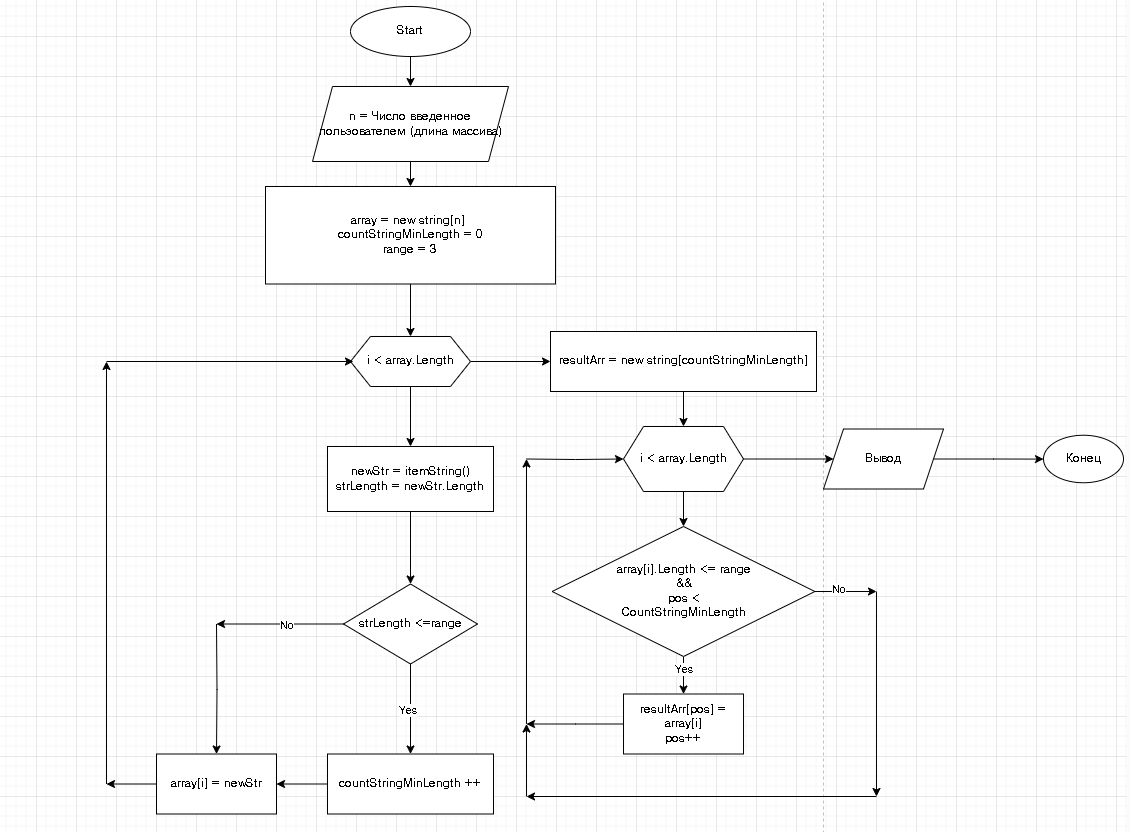 Start
n = Число введенное
пользователем (длина массива)
array = new string[n]
countStringMinLength = 0
range = 3
i < array.Length
resultArr = new string[countStringMinLength]
newStr = itemString()
strLength = newStr.Length
i < array.Length
Вывод
Конец
array[i].Length <= range
&&
pos <
CountStringMinLength
No
strLength <=range
No
Yes
Yes
resultArr[pos] =
array[i]
pos++
array[i] = newStr
countStringMinLength ++